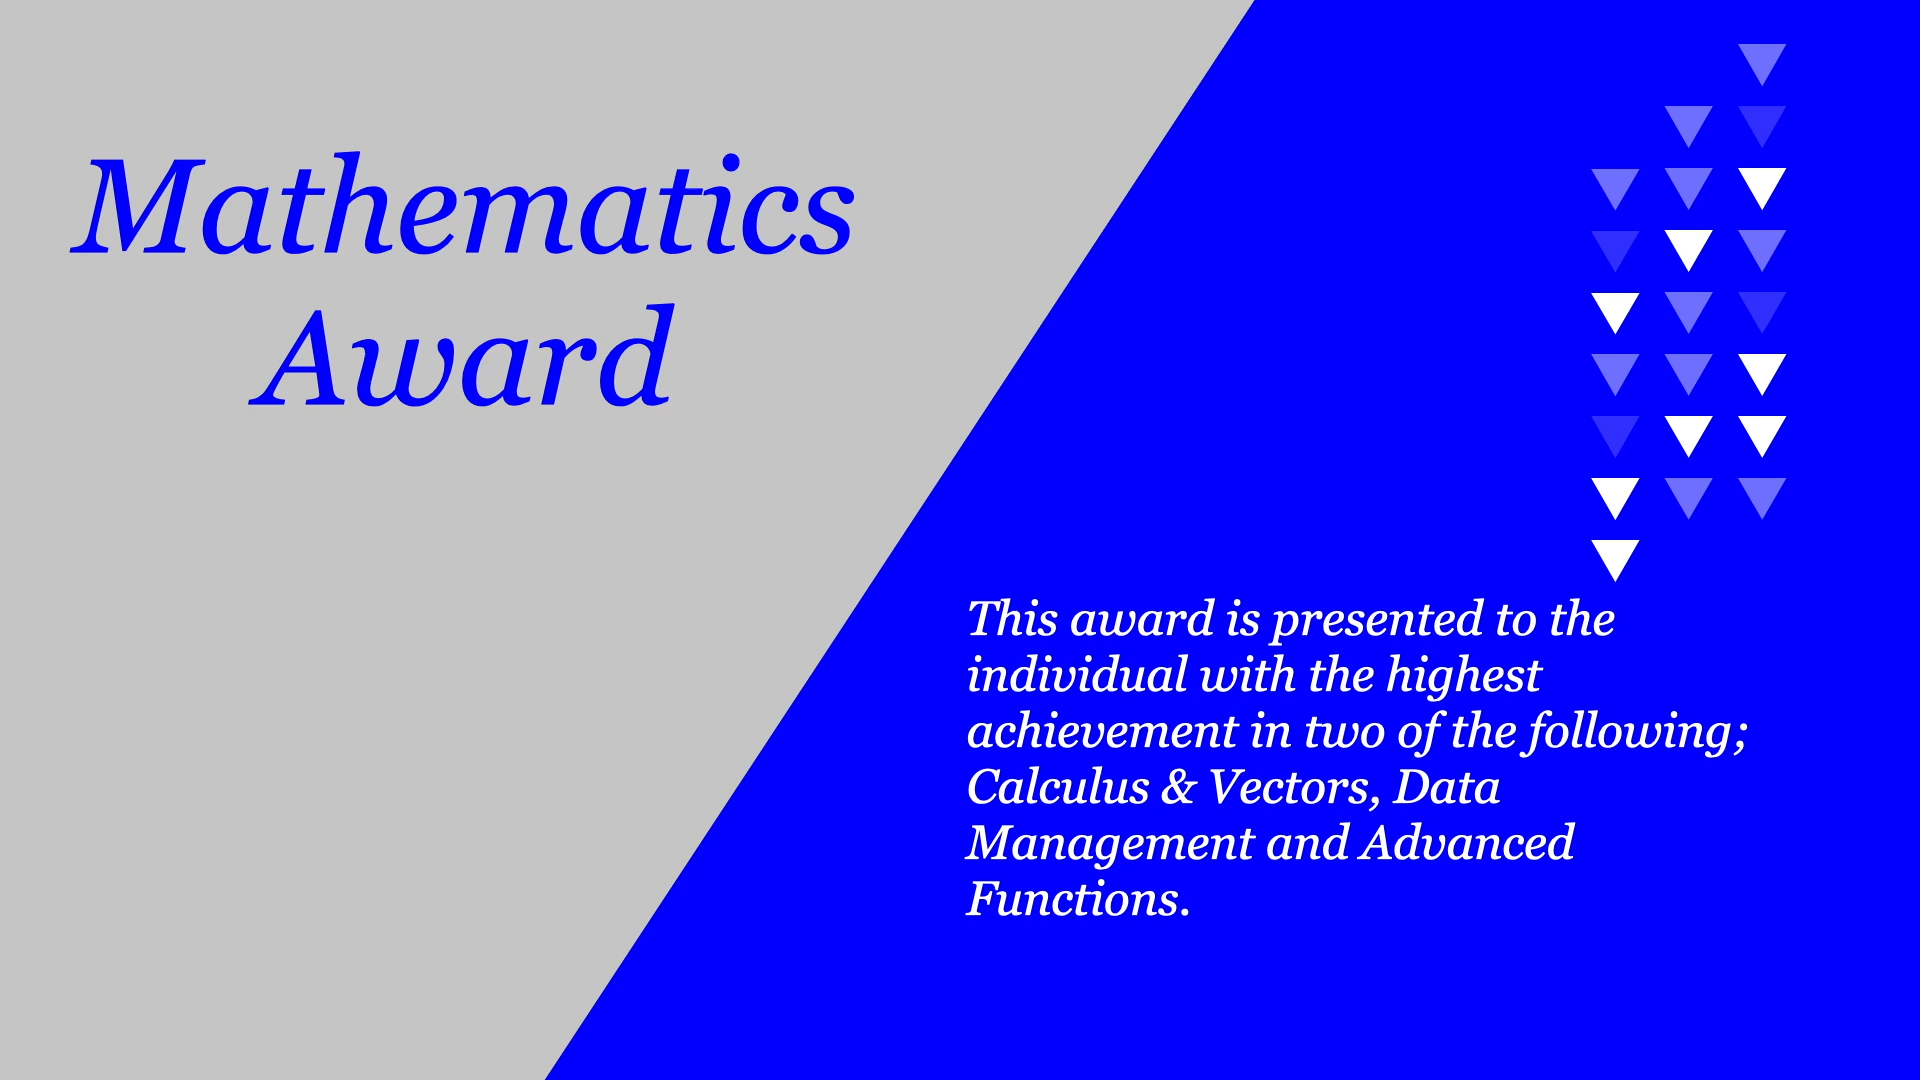 Mathematics
Award
This award is presented to the
individual with the highest
achievement in two of the following;
Calculus & Vectors, Data
Management and Advanced
Functions.